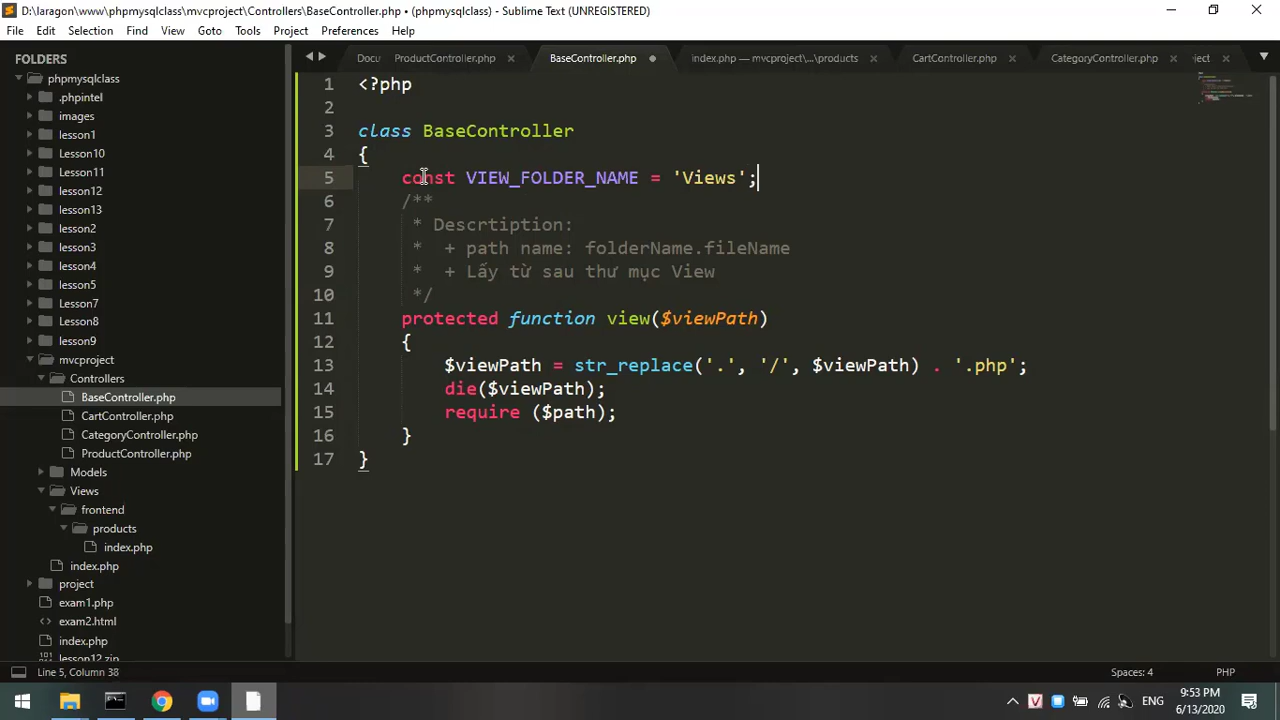 D:\laragon\www\phpmysqlclass\mvcproject\Controllers\BaseController.php • (phpmysqlclass) - Sublime Text (UNREGISTERED)
File Edit Selection Find View Goto Tools Project Preferences Help
FOLDERS
phpmysqlclass
.phpintel
images
lesson1
Lesson10
Lesson11
lesson12
lesson13
lesson2
lesson3
lesson4
lesson5
Lesson7
Lesson8
lesson9
mvcproject
Controllers
BaseController.php
CartController.php
CategoryController.php
ProductController.php
Models
Views
frontend
products
index.php
index.php
project
exam1.php
exam2.html
index.php
lesson12.zip
Docu ProductController.php BaseController.php index.php — mvcproject\...\products CartController.php CategoryController.php ject
1 <?php
2
3 class BaseController
4 {
5 const VIEW_FOLDER_NAME = 'Views';
6 /**
7 * Descrtiption:
8 * + path name: folderName.fileName
9 * + Lấy từ sau thư mục View
10 */
11 protected function view($viewPath)
12 {
13 $viewPath = str_replace('.', '/', $viewPath) . '.php';
14 die($viewPath);
15 require ($path);
16 }
17 }
Line 5, Column 38 Spaces: 4 PHP
ENG
9:53 PM
6/13/2020